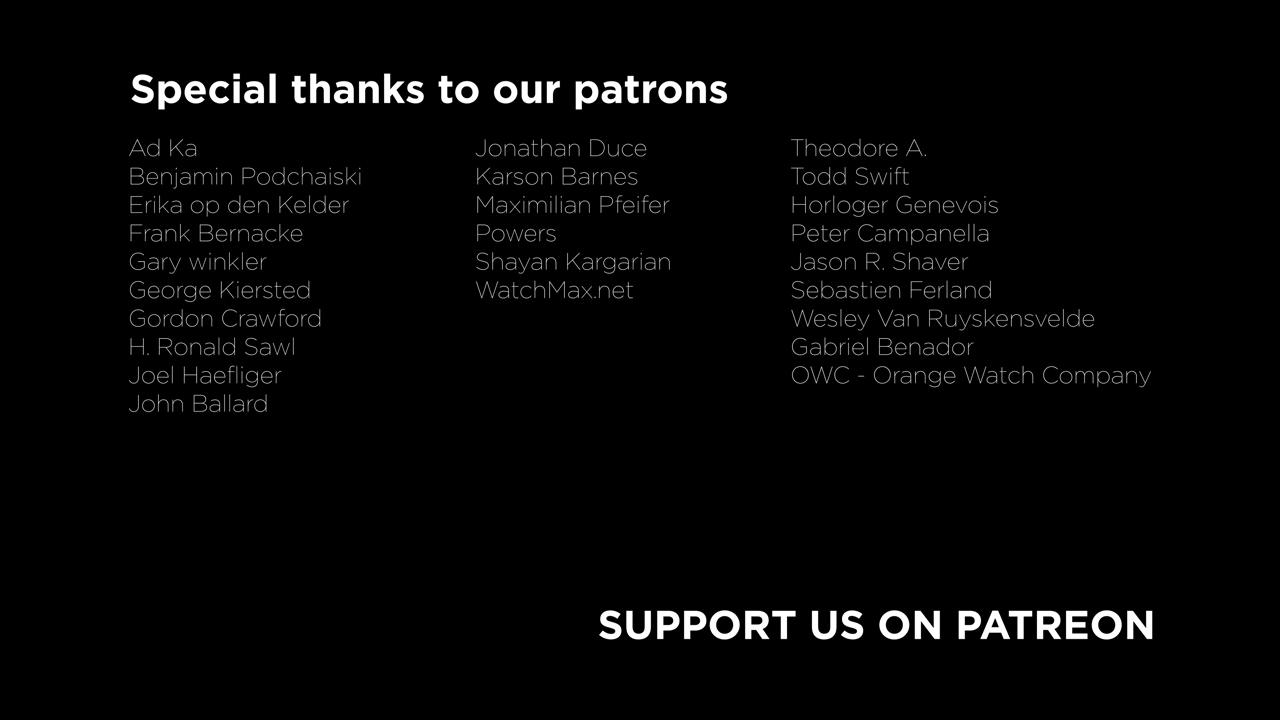 Special thanks to our patrons
Ad Ka
Benjamin Podchaiski
Erika op den Kelder
Frank Bernacke
Gary winkler
George Kiersted
Gordon Crawford
H. Ronald Sawl
Joel Haefliger
John Ballard
Jonathan Duce
Karson Barnes
Maximilian Pfeifer
Powers
Shayan Kargarian
WatchMax.net
Theodore A.
Todd Swift
Horloger Genevois
Peter Campanella
Jason R. Shaver
Sebastien Ferland
Wesley Van Ruyskensvelde
Gabriel Benador
OWC - Orange Watch Company
SUPPORT US ON PATREON